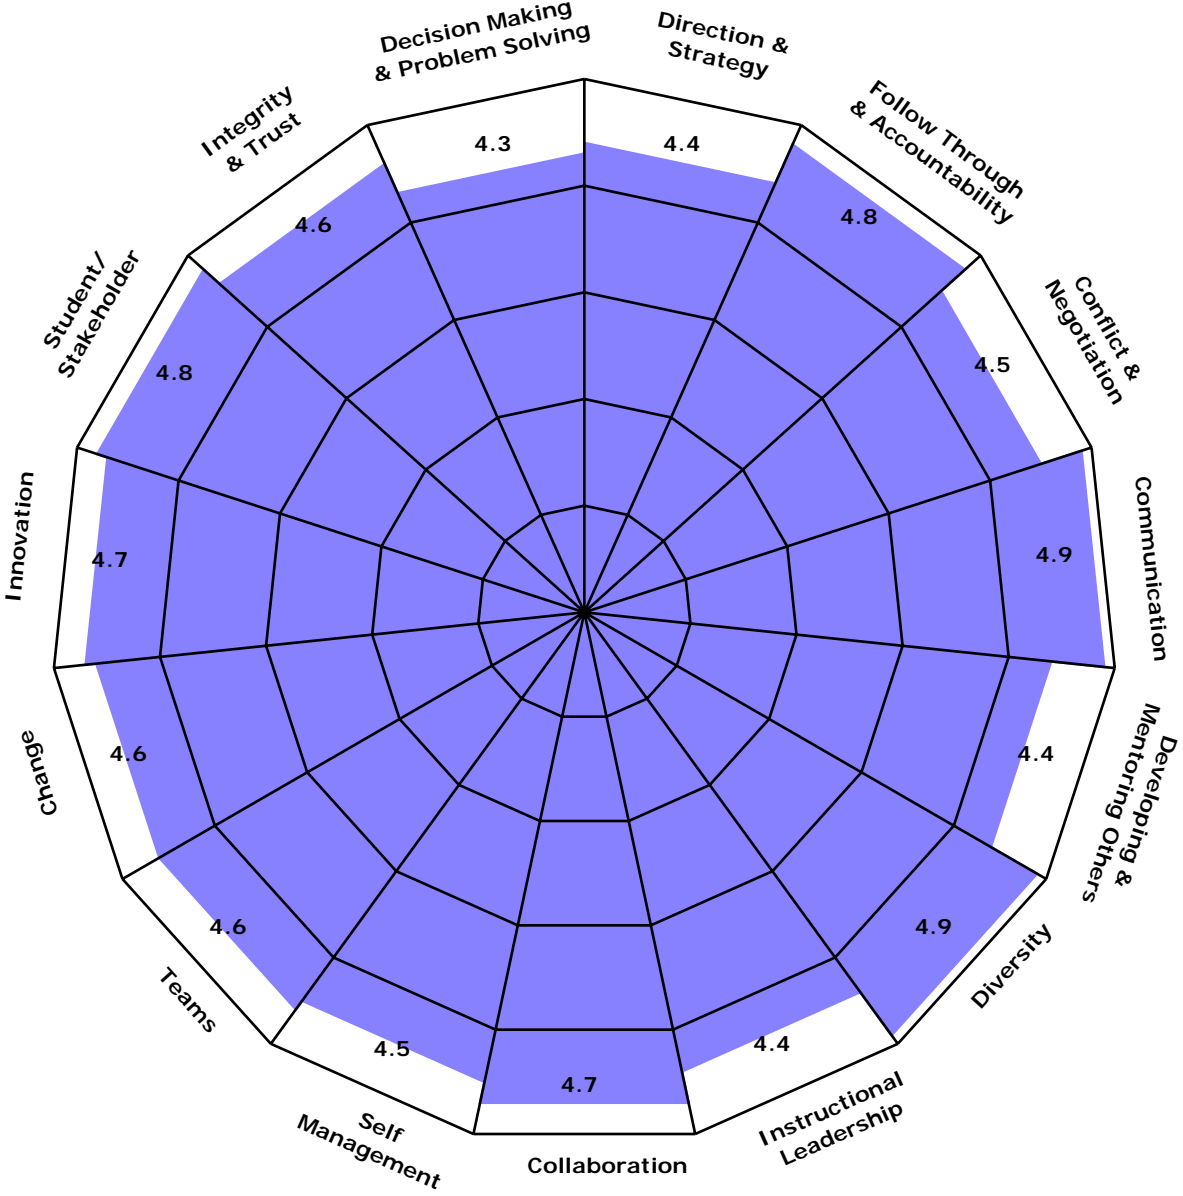 Decision Making
& Problem Solving
4.3
Direction &
Strategy
4.4
Follow Through
& Accountability
4.8
Conflict &
Negotiation
4.5
Communication
4.9
Developing &
Mentoring Others
4.4
Diversity
4.9
Instructional
Leadership
4.4
Collaboration
4.7
Self
Management
4.5
Teams
4.6
Change
4.6
Innovation
4.7
Student/
Stakeholder
4.8
Integrity
& Trust
4.6